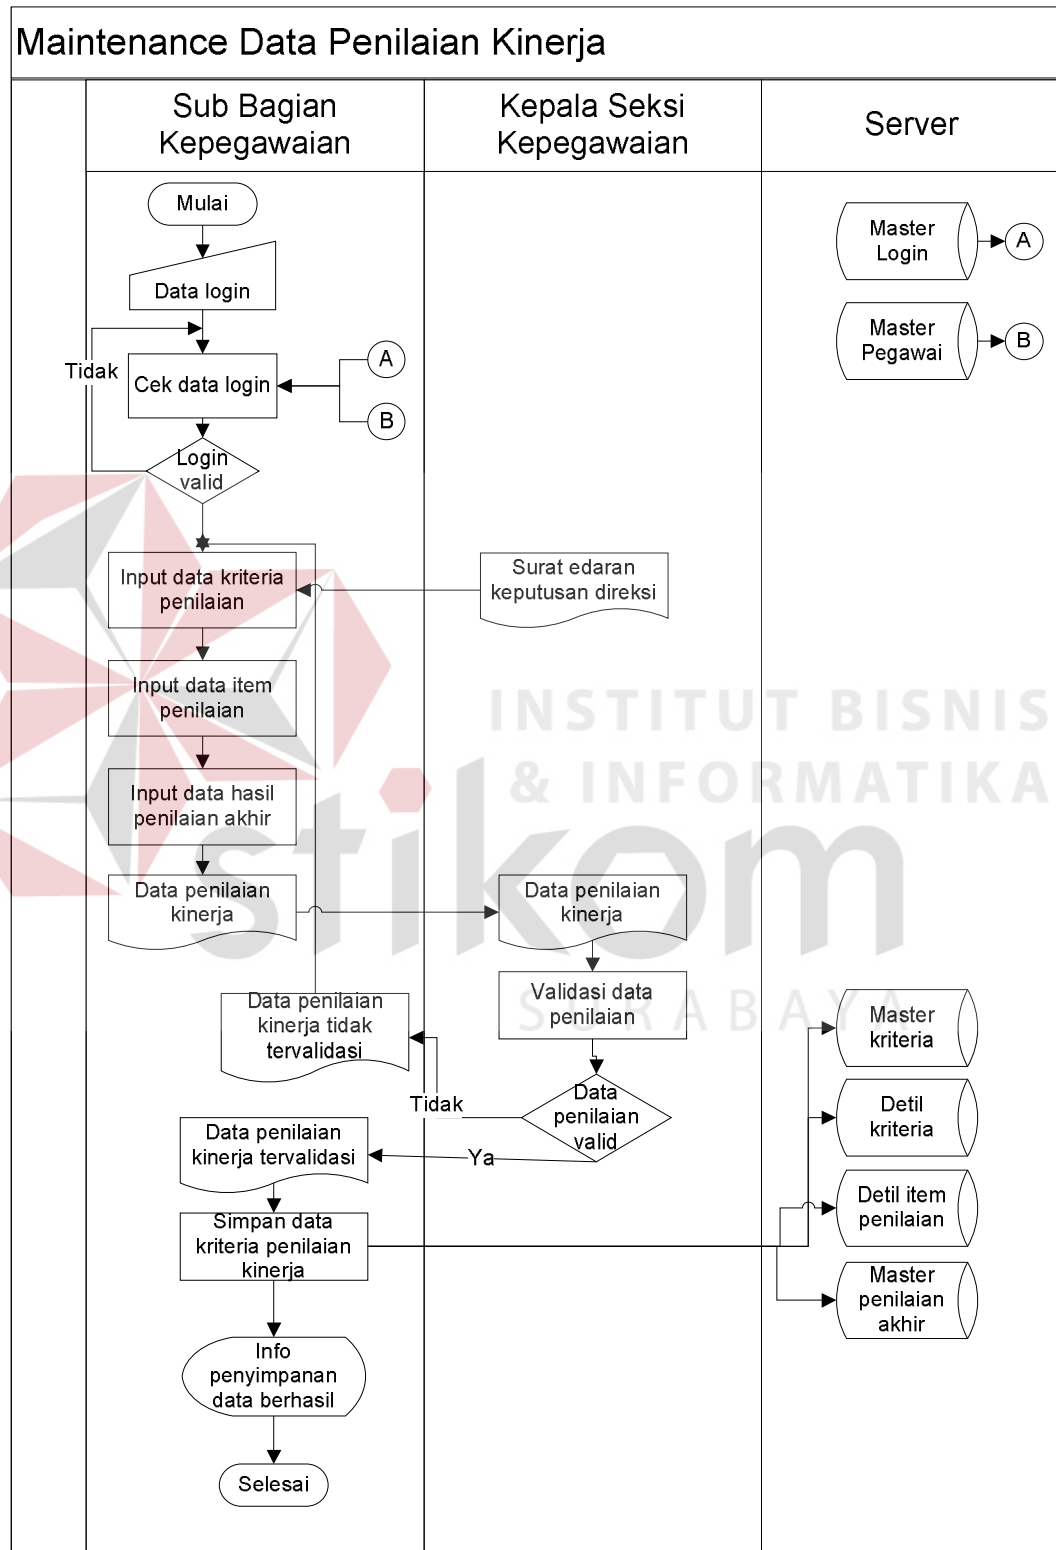 Maintenance Data Penilaian Kinerja
Sub Bagian
Kepegawaian
Kepala Seksi
Kepegawaian
Server
Mulai
Data login
Tidak
Cek data login
A
B
Login
valid
Master
Login
A
Master
Pegawai
B
Input data kriteria
penilaian
Surat edaran
keputusan direksi
Input data item
penilaian
Input data hasil
penilaian akhir
Data penilaian
kinerja
Data penilaian
kinerja
Validasi data
penilaian
Data penilaian
kinerja tidak
tervalidasi
Tidak
Data
penilaian
valid
Ya
Data penilaian
kinerja tervalidasi
Simpan data
kriteria penilaian
kinerja
Master
kriteria
Detil
kriteria
Detil item
penilaian
Master
penilaian
akhir
Info
penyimpanan
data berhasil
Selesai
INSTITUT BISNIS
& INFORMATIKA
stikom
SURABAYA